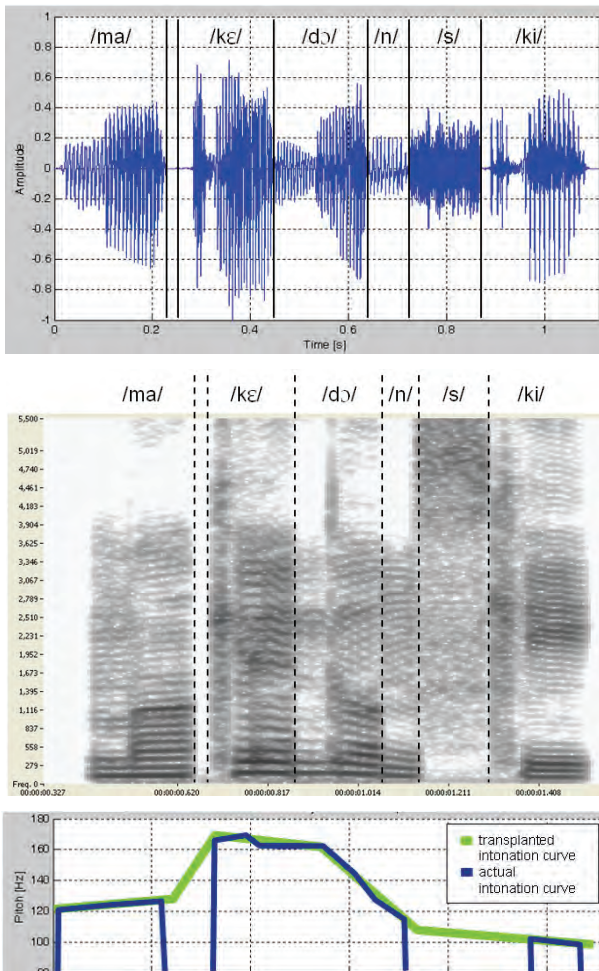 /ma/ /kɛ/ /dɔ/ /n/ /s/ /ki/
1
0.8
0.6
0.4
0.2
0
-0.2
-0.4
-0.6
-0.8
-1
Amplitude
0 0.2 0.4 0.6 0.8 1
Time [s]
/ma/ /kɛ/ /dɔ/ /n/ /s/ /ki/
5,500
5,019
4,740
4,461
4,183
3,904
3,625
3,346
3,067
2,789
2,510
2,231
1,952
1,673
1,395
1,116
837
558
279
Freq. 0
00:00:00.327 00:00:00.620 00:00:00.817 00:00:01.014 00:00:01.211 00:00:01.408
180
160
140
120
100
Pitch [Hz]
transplanted
intonation curve
actual
intonation curve